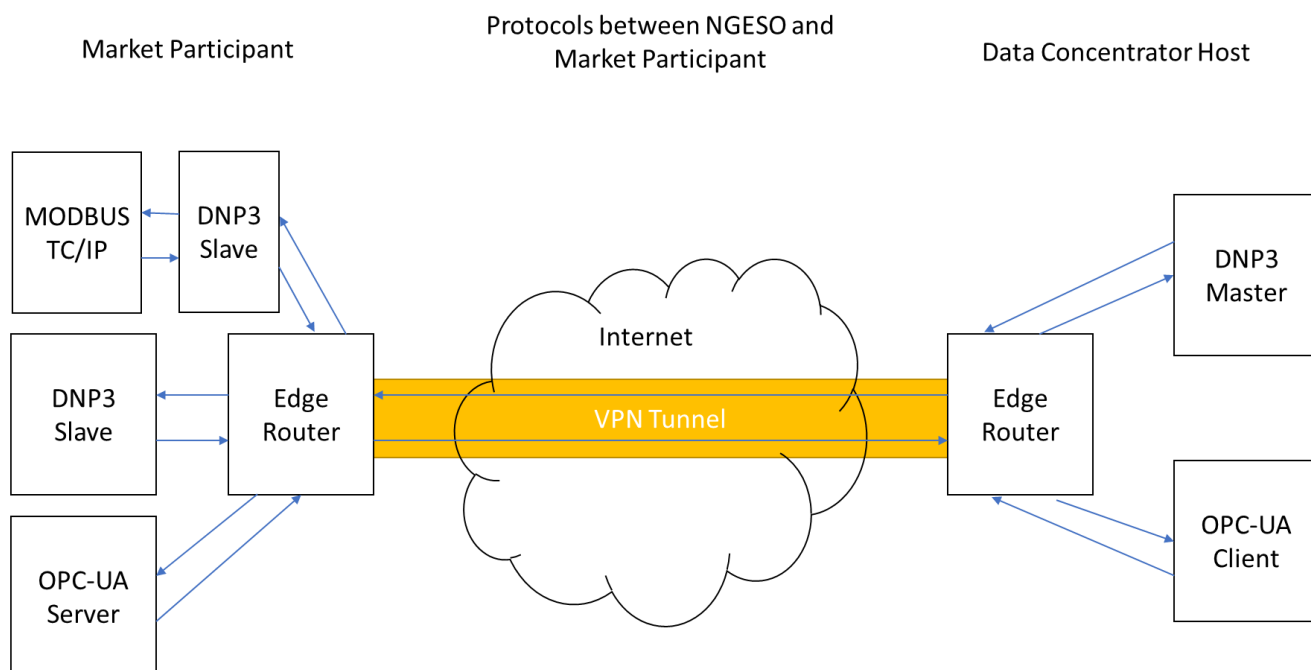 Market Participant
Protocols between NGESO and
Market Participant
Data Concentrator Host
MODBUS
TC/IP
DNP3
Slave
DNP3
Master
Internet
DNP3
Slave
Edge
Router
VPN Tunnel
Edge
Router
OPC-UA
Server
OPC-UA
Client